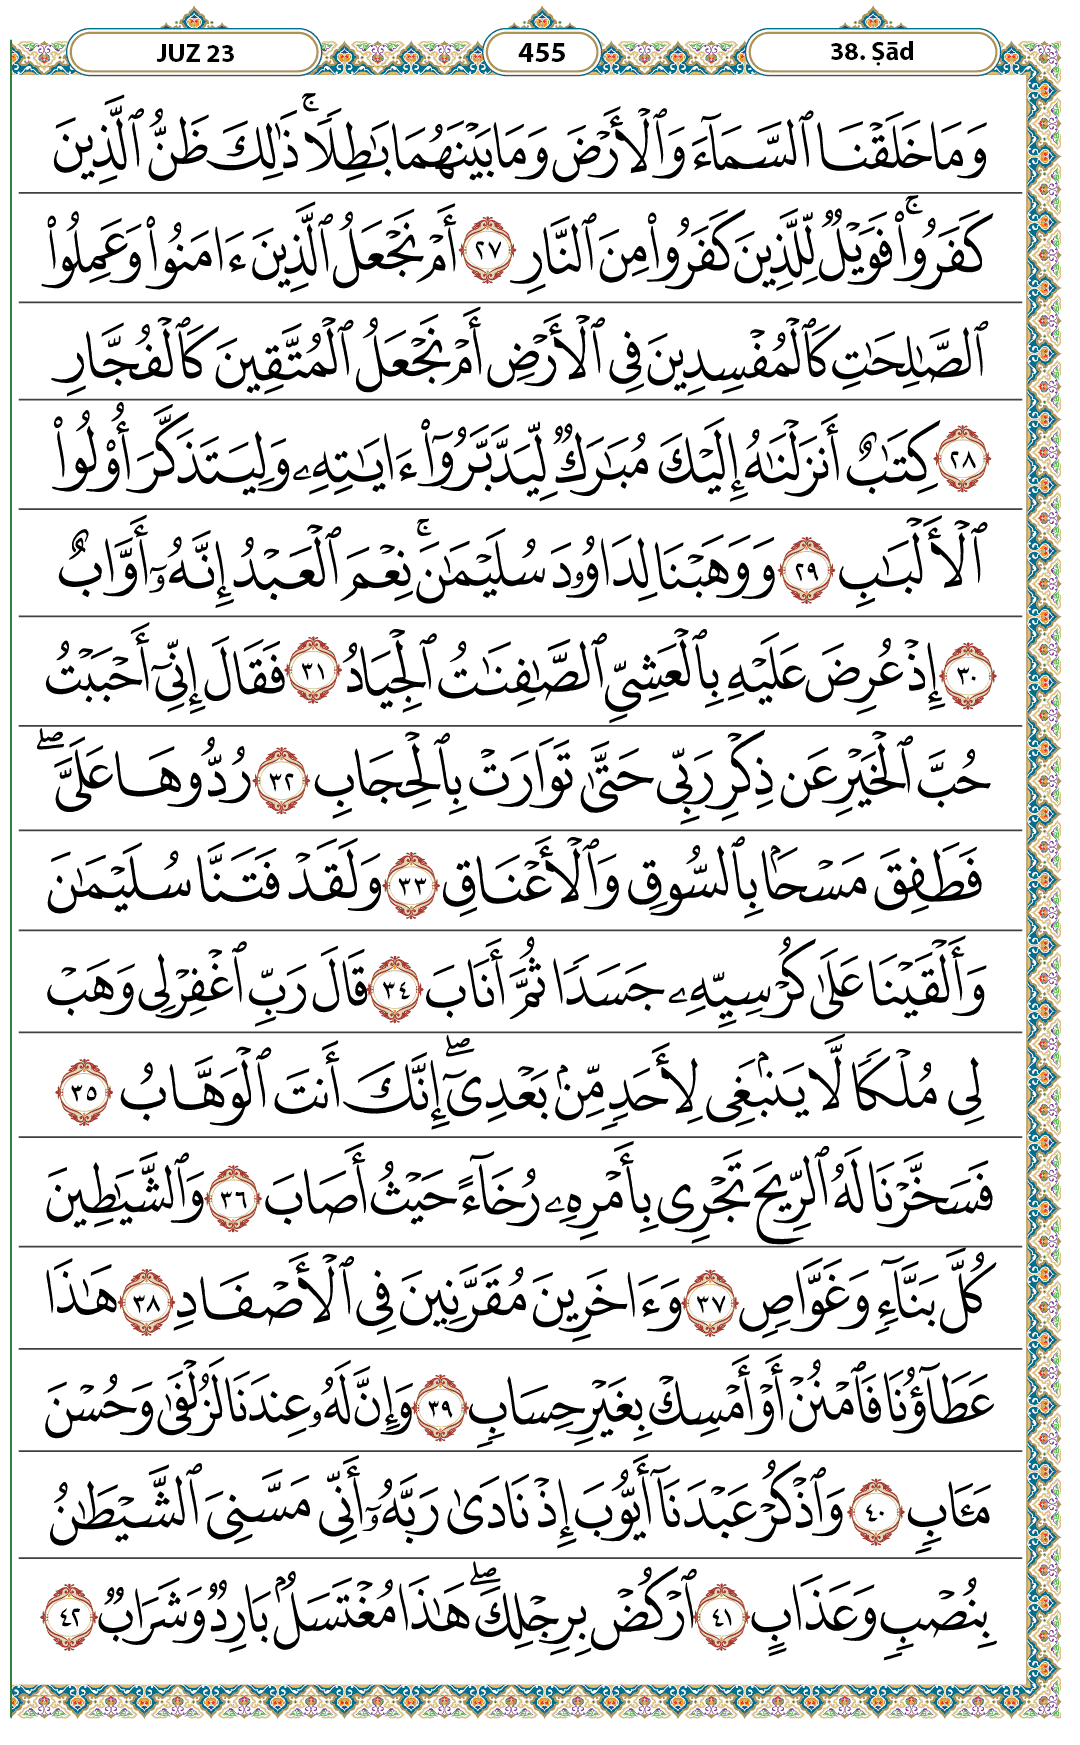 JUZ 23 455 38. Ṣād
وَمَا خَلَقْنَا ٱلسَّمَآءَ وَٱلْأَرْضَ وَمَا بَيْنَهُمَا بَٰطِلًا ۚ ذَٰلِكَ ظَنُّ ٱلَّذِينَ
كَفَرُوا۟ ۚ فَوَيْلٌ لِّلَّذِينَ كَفَرُوا۟ مِنَ ٱلنَّارِ ٢٧ أَمْ نَجْعَلُ ٱلَّذِينَ ءَامَنُوا۟ وَعَمِلُوا۟
ٱلصَّٰلِحَٰتِ كَٱلْمُفْسِدِينَ فِى ٱلْأَرْضِ أَمْ نَجْعَلُ ٱلْمُتَّقِينَ كَٱلْفُجَّارِ
٢٨ كِتَٰبٌ أَنزَلْنَٰهُ إِلَيْكَ مُبَٰرَكٌ لِّيَدَّبَّرُوٓا۟ ءَايَٰتِهِۦ وَلِيَتَذَكَّرَ أُو۟لُوا۟
ٱلْأَلْبَٰبِ ٢٩ وَوَهَبْنَا لِدَاوُۥدَ سُلَيْمَٰنَ ۚ نِعْمَ ٱلْعَبْدُ إِنَّهُۥٓ أَوَّابٌ
٣٠ إِذْ عُرِضَ عَلَيْهِ بِٱلْعَشِىِّ ٱلصَّٰفِنَٰتُ ٱلْجِيَادُ ٣١ فَقَالَ إِنِّىٓ أَحْبَبْتُ
حُبَّ ٱلْخَيْرِ عَن ذِكْرِ رَبِّى حَتَّىٰ تَوَارَتْ بِٱلْحِجَابِ ٣٢ رُدُّوهَا عَلَىَّ ۖ
فَطَفِقَ مَسْحًۢا بِٱلسُّوقِ وَٱلْأَعْنَاقِ ٣٣ وَلَقَدْ فَتَنَّا سُلَيْمَٰنَ
وَأَلْقَيْنَا عَلَىٰ كُرْسِيِّهِۦ جَسَدًا ثُمَّ أَنَابَ ٣٤ قَالَ رَبِّ ٱغْفِرْ لِى وَهَبْ
لِى مُلْكًا لَّا يَنۢبَغِى لِأَحَدٍ مِّنۢ بَعْدِىٓ ۖ إِنَّكَ أَنتَ ٱلْوَهَّابُ ٣٥
فَسَخَّرْنَا لَهُ ٱلرِّيحَ تَجْرِى بِأَمْرِهِۦ رُخَآءً حَيْثُ أَصَابَ ٣٦ وَٱلشَّيَٰطِينَ
كُلَّ بَنَّآءٍ وَغَوَّاصٍ ٣٧ وَءَاخَرِينَ مُقَرَّنِينَ فِى ٱلْأَصْفَادِ ٣٨ هَٰذَا
عَطَآؤُنَا فَٱمْنُنْ أَوْ أَمْسِكْ بِغَيْرِ حِسَابٍ ٣٩ وَإِنَّ لَهُۥ عِندَنَا لَزُلْفَىٰ وَحُسْنَ
مَـَٔابٍ ٤٠ وَٱذْكُرْ عَبْدَنَآ أَيُّوبَ إِذْ نَادَىٰ رَبَّهُۥٓ أَنِّى مَسَّنِىَ ٱلشَّيْطَٰنُ
بِنُصْبٍ وَعَذَابٍ ٤١ ٱرْكُضْ بِرِجْلِكَ ۖ هَٰذَا مُغْتَسَلٌۢ بَارِدٌ وَشَرَابٌ ٤٢